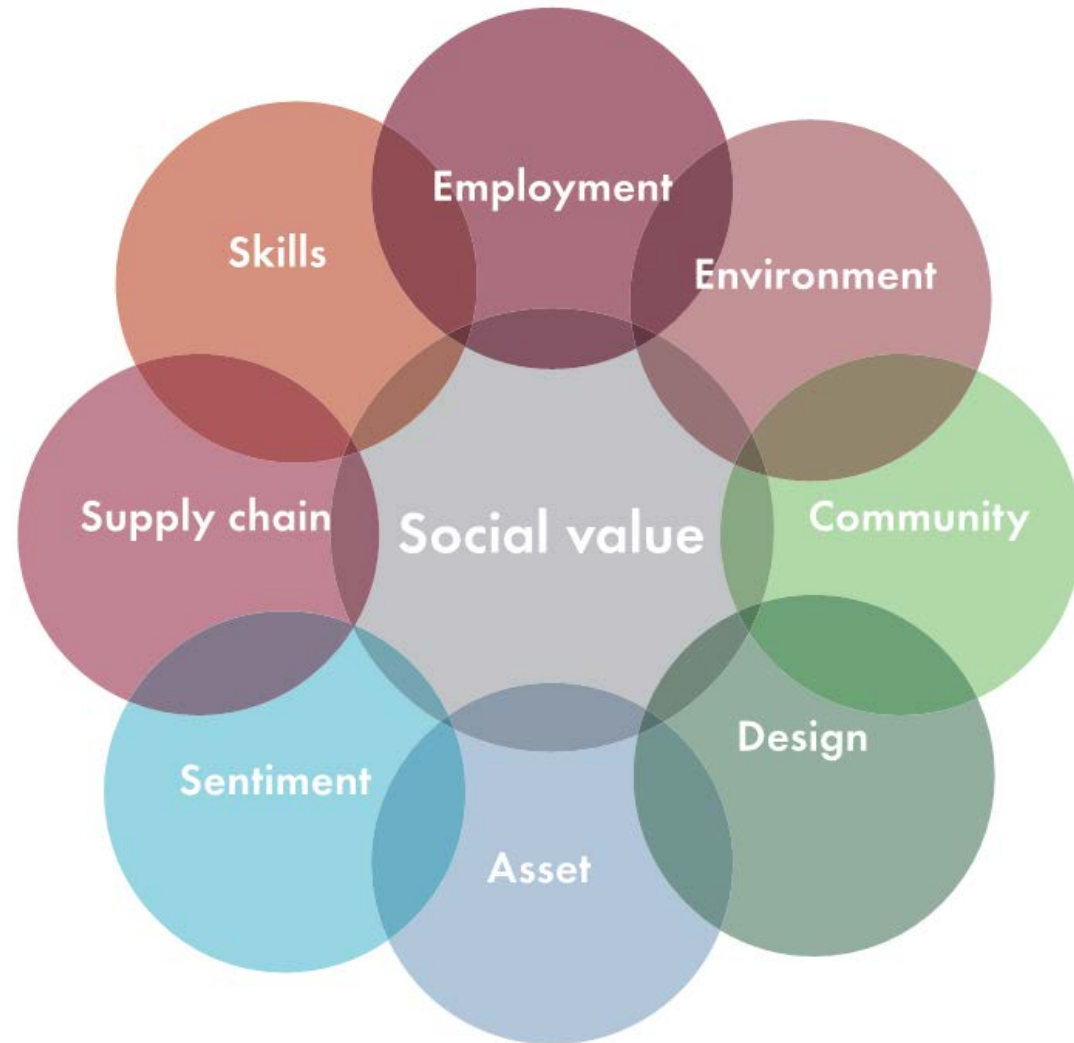 Employment
Skills
Environment
Supply chain
Social value
Community
Sentiment
Design
Asset